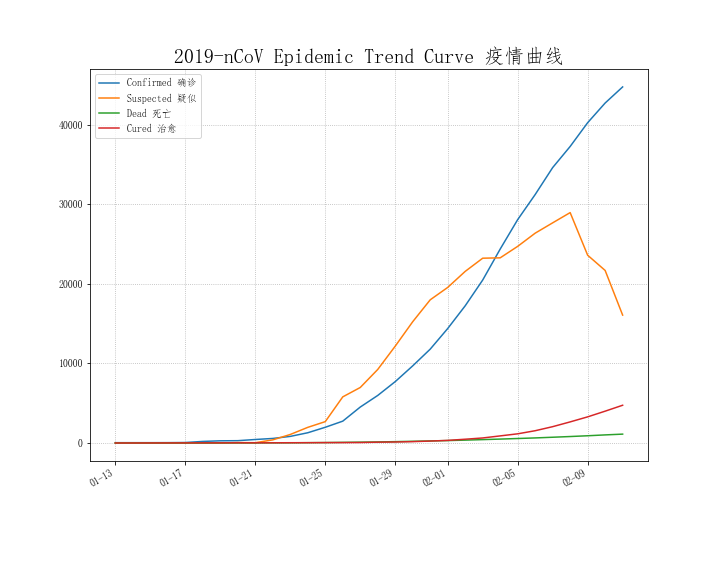 2019-nCoV Epidemic Trend Curve 疫情曲线
Confirmed 确诊
Suspected 疑似
Dead 死亡
Cured 治愈
40000
30000
20000
10000
0
01-13
01-17
01-21
01-25
01-29
02-01
02-05
02-09